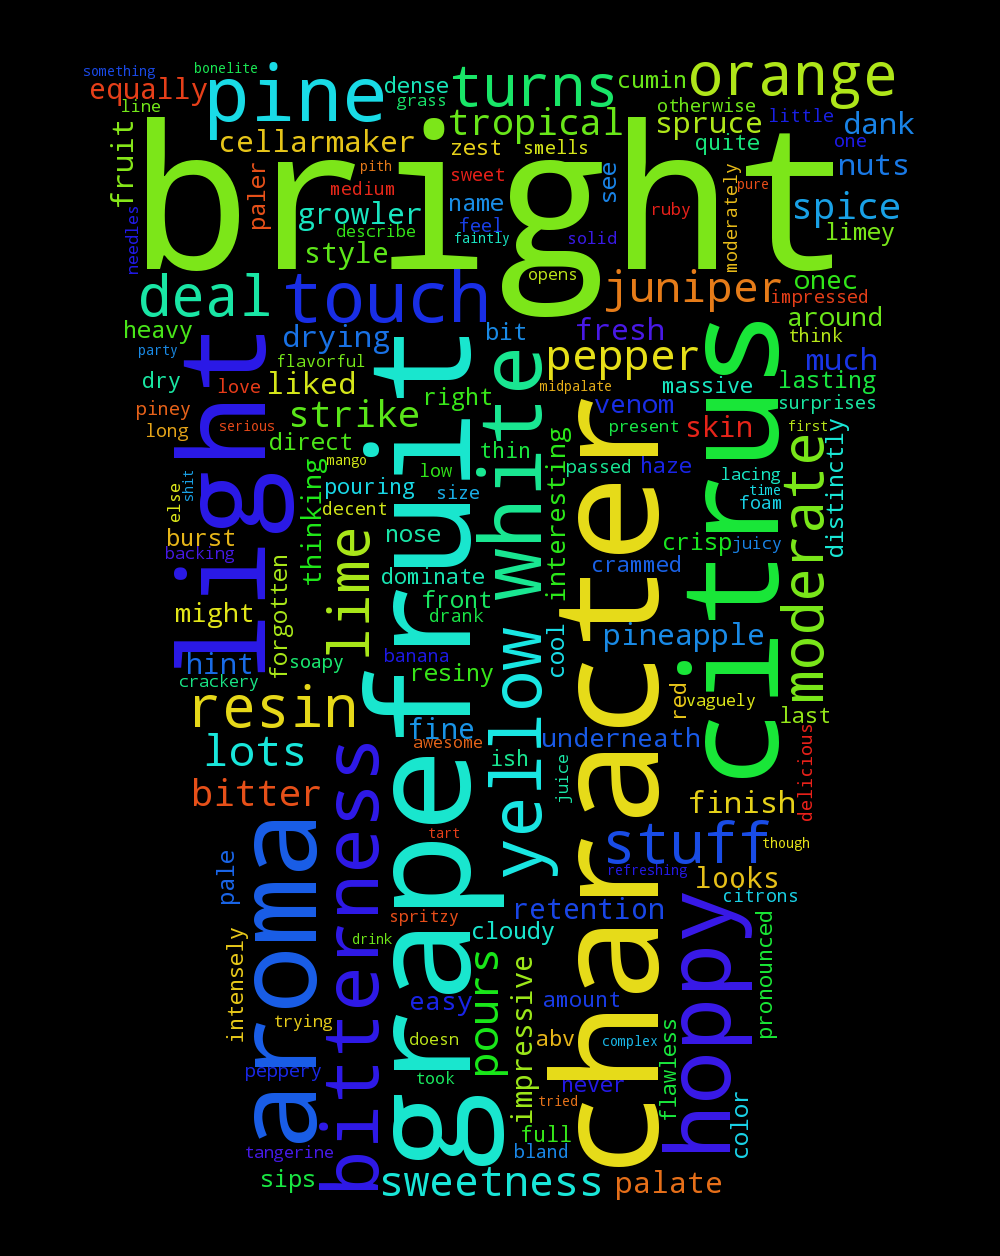 something
bonelite
equally
pine
dense
turns
cumin
orange
line
grass
otherwise
little
fruit
cellarmaker
tropical
spruce
dank
zest
smells
quite
one
bright
pith
paler
medium
sweet
see
moderately
pure
nuts
needles
growler
name
ruby
spice
describe
feel
faintly
solid
limey
style
opens
deal
touch
juniper
onec
impressed
heavy
drying
bit
fresh
around
party
flavorful
pepper
think
much
dry
love
liked
light
right
midpalate
massive
lasting
piney
strike
venom
surprises
long
serious
direct
present
skin
first
thin
mango
low
passed
haze
lacing
distinctly
else
shit
thinking
pouring
size
time
foam
decent
interesting
white
citrus
moderate
burst
nose
crisp
juicy
backing
lime
dominate
crammed
might
forgotten
front
drank
pineapple
hint
soapy
banana
cool
crackery
resiny
red
vaguely
resin
grapefruit
yellow
character
last
fine
awesome
underneath
lots
ish
juice
delicious
bitter
finish
aroma
bitterness
tart
stuff
though
pale
refreshing
looks
citrons
spritzy
retention
hoppy
intensely
drink
cloudy
pronounced
pours
impressive
easy
amount
trying
doesn
abv
complex
peppery
took
never
flawless
tried
color
full
tangerine
bland
sips
sweetness
palate